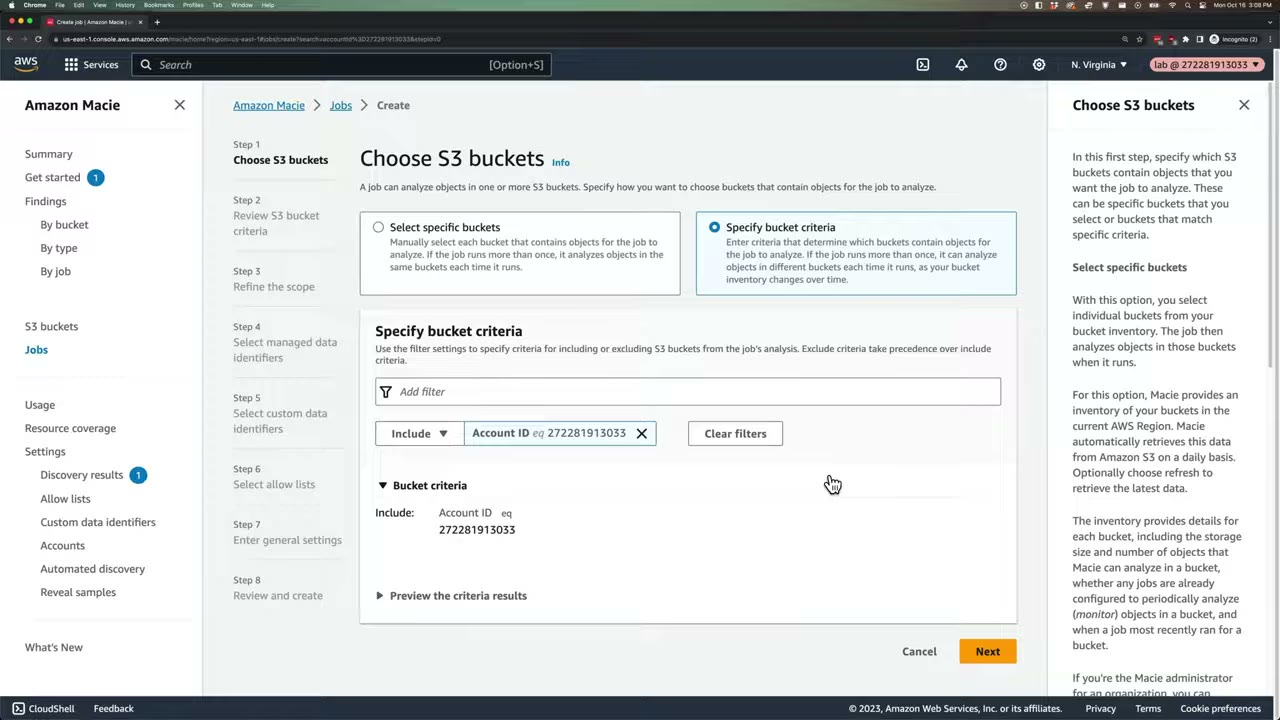 Chrome File Edit View History Bookmarks Profiles Tab Window Help
Mon Oct 16 3:08 PM
Create job | Amazon Macie | u
us-east-1.console.aws.amazon.com/macie/home?region=us-east-1#jobs/create?search=accountId%3D272281913033&stepId=0
Incognito (2)
aws
Services
Search
[Option+S]
N. Virginia
lab @ 272281913033
Amazon Macie
Summary
Get started 1
Findings
By bucket
By type
By job
S3 buckets
Jobs
Usage
Resource coverage
Settings
Discovery results 1
Allow lists
Custom data identifiers
Accounts
Automated discovery
Reveal samples
What's New
Amazon Macie > Jobs > Create
Step 1
Choose S3 buckets
Step 2
Review S3 bucket
criteria
Step 3
Refine the scope
Step 4
Select managed data
identifiers
Step 5
Select custom data
identifiers
Step 6
Select allow lists
Step 7
Enter general settings
Step 8
Review and create
Choose S3 buckets Info
A job can analyze objects in one or more S3 buckets. Specify how you want to choose buckets that contain objects for the job to analyze.
Select specific buckets
Manually select each bucket that contains objects for the job to
analyze. If the job runs more than once, it analyzes objects in the
same buckets each time it runs.
Specify bucket criteria
Enter criteria that determine which buckets contain objects for
the job to analyze. If the job runs more than once, it can analyze
objects in different buckets each time it runs, as your bucket
inventory changes over time.
Specify bucket criteria
Use the filter settings to specify criteria for including or excluding S3 buckets from the job's analysis. Exclude criteria take precedence over include
criteria.
Add filter
Include
Account ID eq 272281913033
Clear filters
Bucket criteria
Include: Account ID eq
272281913033
Preview the criteria results
Cancel
Next
Choose S3 buckets
In this first step, specify which S3
buckets contain objects that you
want the job to analyze. These
can be specific buckets that you
select or buckets that match
specific criteria.
Select specific buckets
With this option, you select
individual buckets from your
bucket inventory. The job then
analyzes objects in those buckets
when it runs.
For this option, Macie provides an
inventory of your buckets in the
current AWS Region. Macie
automatically retrieves this data
from Amazon S3 on a daily basis.
Optionally choose refresh to
retrieve the latest data.
The inventory provides details for
each bucket, including the storage
size and number of objects that
Macie can analyze in a bucket,
whether any jobs are already
configured to periodically analyze
(monitor) objects in a bucket, and
when a job most recently ran for a
bucket.
If you're the Macie administrator
for an organization, you can
CloudShell
Feedback
© 2023, Amazon Web Services, Inc. or its affiliates.
Privacy
Terms
Cookie preferences